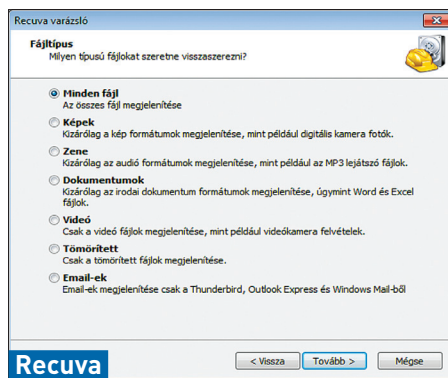 Recuva varázsló
Fájltípus
Milyen típusú fájlokat szeretne visszaszerezni?
Minden fájl
Az összes fájl megjelenítése
Képek
Kizárólag a kép formátumok megjelenítése, mint például digitális kamera fotók.
Zene
Kizárólag az audió formátumok megjelenítése, mint például az MP3 lejátszó fájlok.
Dokumentumok
Kizárólag az irodai dokumentum formátumok megjelenítése, úgymint Word és Excel
fájlok.
Videó
Csak a videó fájlok megjelenítése, mint például videókamera felvételek.
Tömörített
Csak a tömörített fájlok megjelenítése.
Email-ek
Email-ek megjelenítése csak a Thunderbird, Outlook Express és Windows Mail-ből
< Vissza Tovább > Mégse
Recuva